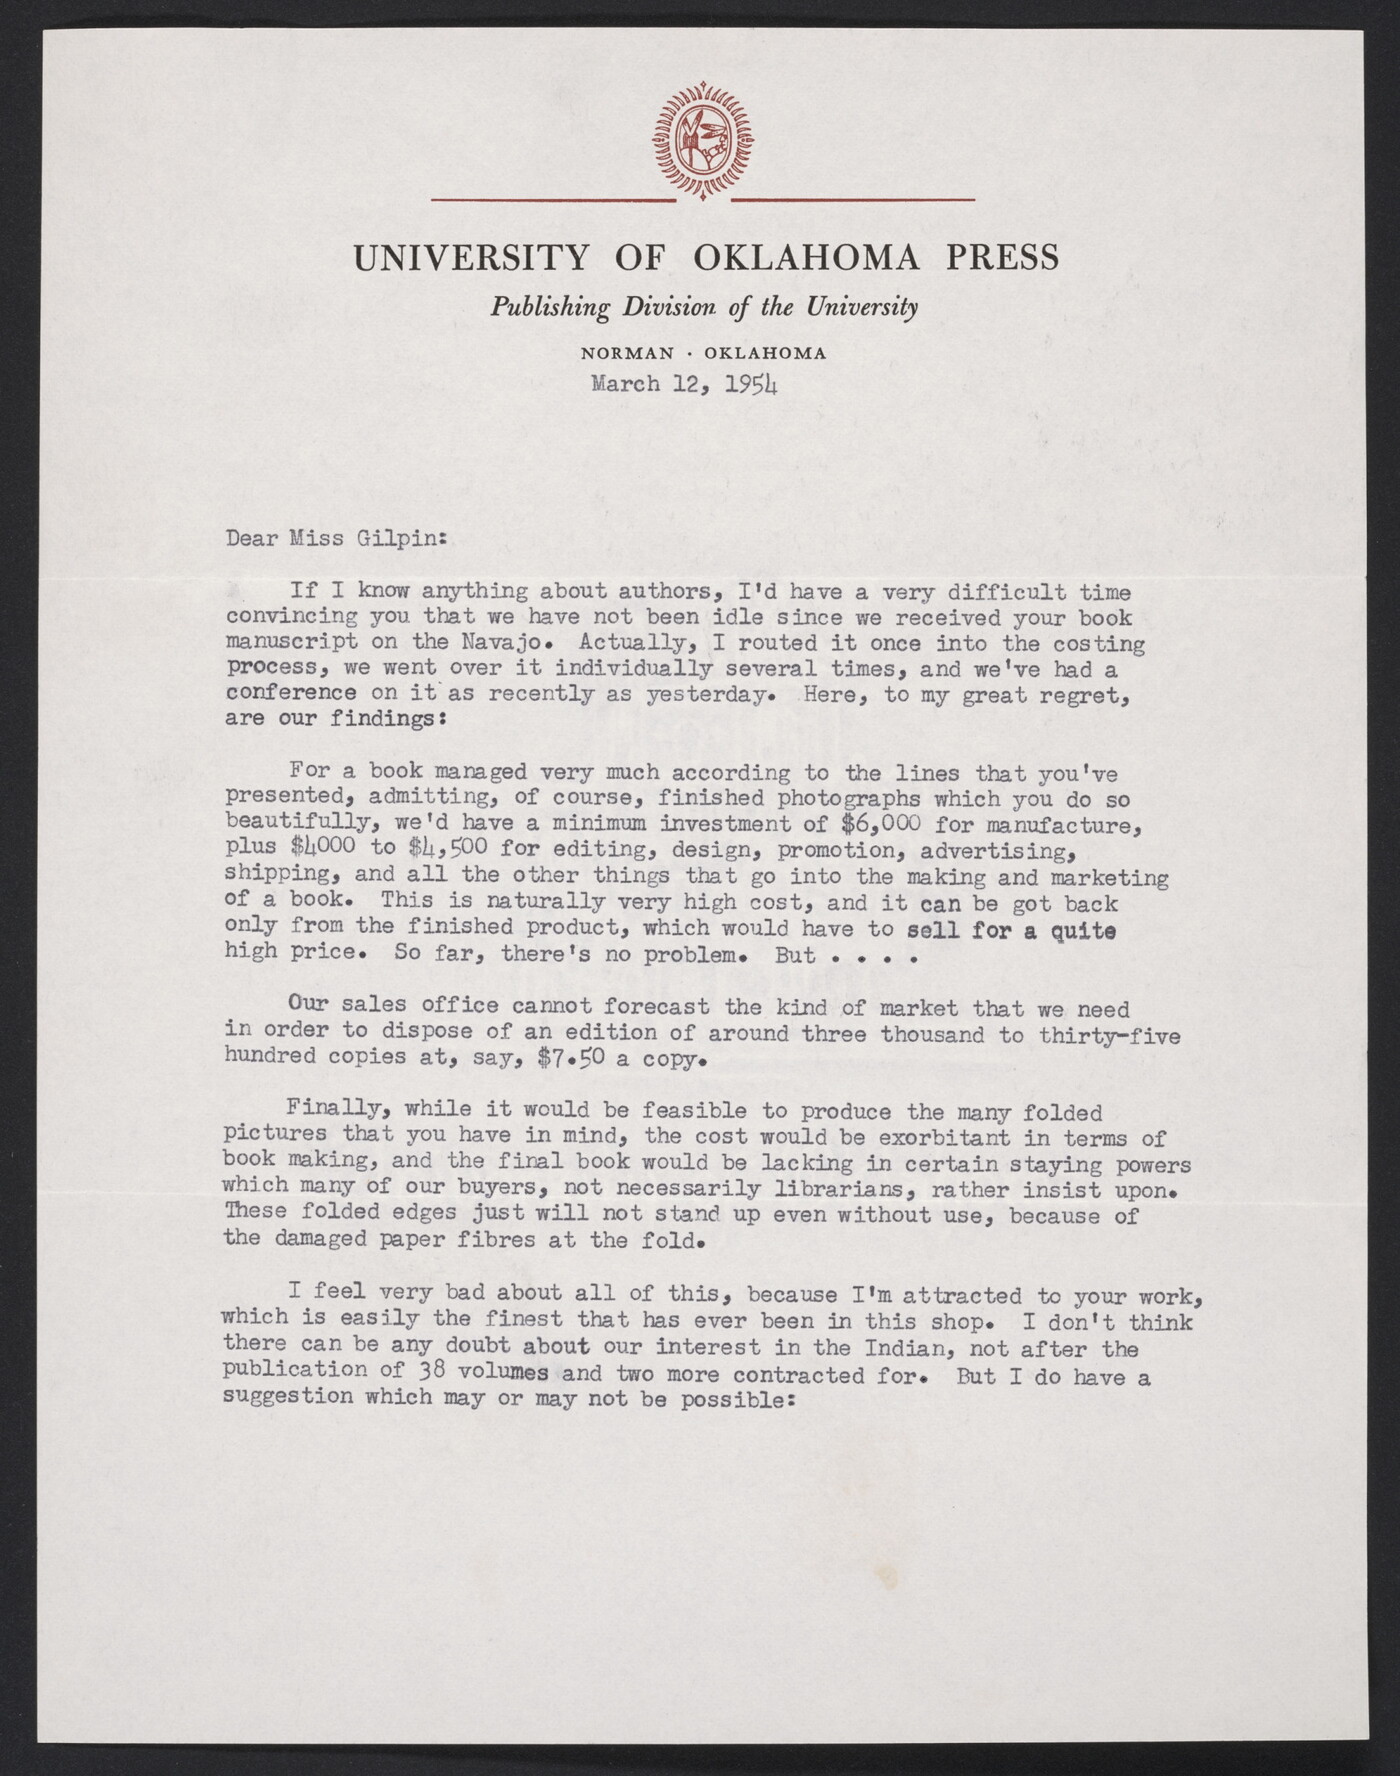 UNIVERSITY OF OKLAHOMA PRESS
Publishing Division of the University
NORMAN · OKLAHOMA
March 12, 1954
Dear Miss Gilpin:
If I know anything about authors, I'd have a very difficult time
convincing you that we have not been idle since we received your book
manuscript on the Navajo. Actually, I routed it once into the costing
process, we went over it individually several times, and we've had a
conference on it as recently as yesterday. Here, to my great regret,
are our findings:
For a book managed very much according to the lines that you've
presented, admitting, of course, finished photographs which you do so
beautifully, we'd have a minimum investment of $6,000 for manufacture,
plus $4000 to $4,500 for editing, design, promotion, advertising,
shipping, and all the other things that go into the making and marketing
of a book. This is naturally very high cost, and it can be got back
only from the finished product, which would have to sell for a quite
high price. So far, there's no problem. But . . . .
Our sales office cannot forecast the kind of market that we need
in order to dispose of an edition of around three thousand to thirty-five
hundred copies at, say, $7.50 a copy.
Finally, while it would be feasible to produce the many folded
pictures that you have in mind, the cost would be exorbitant in terms of
book making, and the final book would be lacking in certain staying powers
which many of our buyers, not necessarily librarians, rather insist upon.
These folded edges just will not stand up even without use, because of
the damaged paper fibres at the fold.
I feel very bad about all of this, because I'm attracted to your work,
which is easily the finest that has ever been in this shop. I don't think
there can be any doubt about our interest in the Indian, not after the
publication of 38 volumes and two more contracted for. But I do have a
suggestion which may or may not be possible: